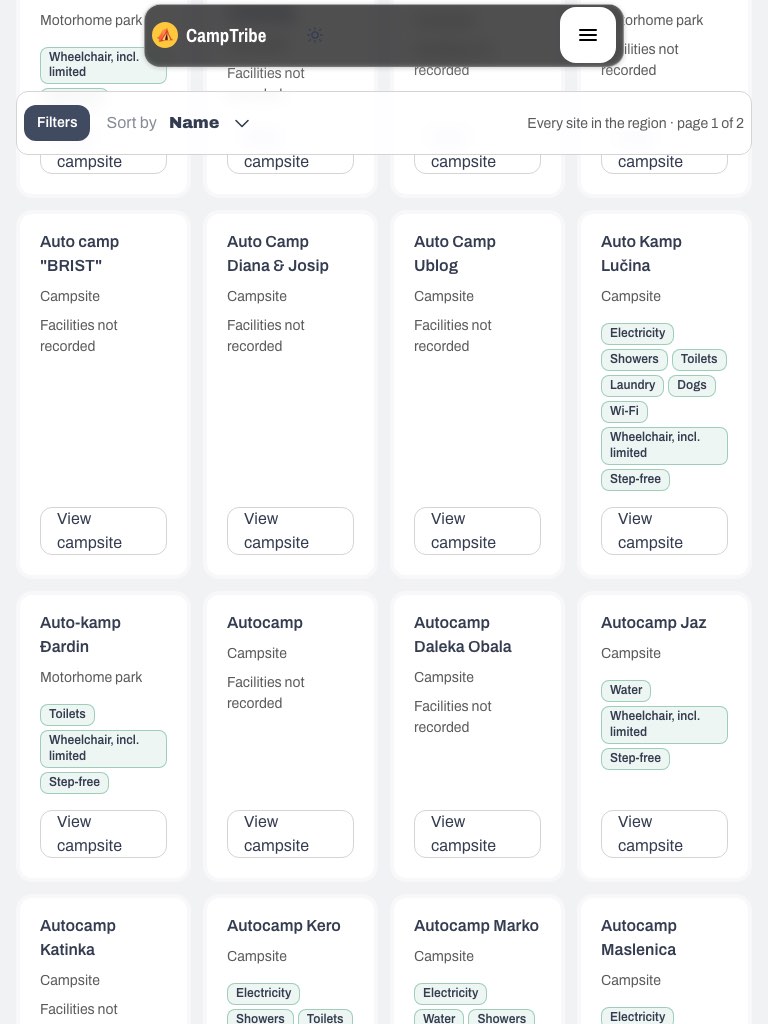 Motorhome park
torhome park
CampTribe
Wheelchair, incl.
limited
Facilities not
recorded
ilities not
recorded
Filters
Sort by Name
Every site in the region · page 1 of 2
campsite
campsite
campsite
campsite
Auto camp
"BRIST"
Campsite
Facilities not
recorded
View
campsite
Auto Camp
Diana & Josip
Campsite
Facilities not
recorded
View
campsite
Auto Camp
Ublog
Campsite
Facilities not
recorded
View
campsite
Auto Kamp
Lučina
Campsite
Electricity
Showers Toilets
Laundry Dogs
Wi-Fi
Wheelchair, incl.
limited
Step-free
View
campsite
Auto-kamp
Đardin
Motorhome park
Toilets
Wheelchair, incl.
limited
Step-free
View
campsite
Autocamp
Campsite
Facilities not
recorded
View
campsite
Autocamp
Daleka Obala
Campsite
Facilities not
recorded
View
campsite
Autocamp Jaz
Campsite
Water
Wheelchair, incl.
limited
Step-free
View
campsite
Autocamp
Katinka
Campsite
Facilities not
Autocamp Kero
Campsite
Electricity
Showers Toilets
Autocamp Marko
Campsite
Electricity
Water Showers
Autocamp
Maslenica
Campsite
Electricity